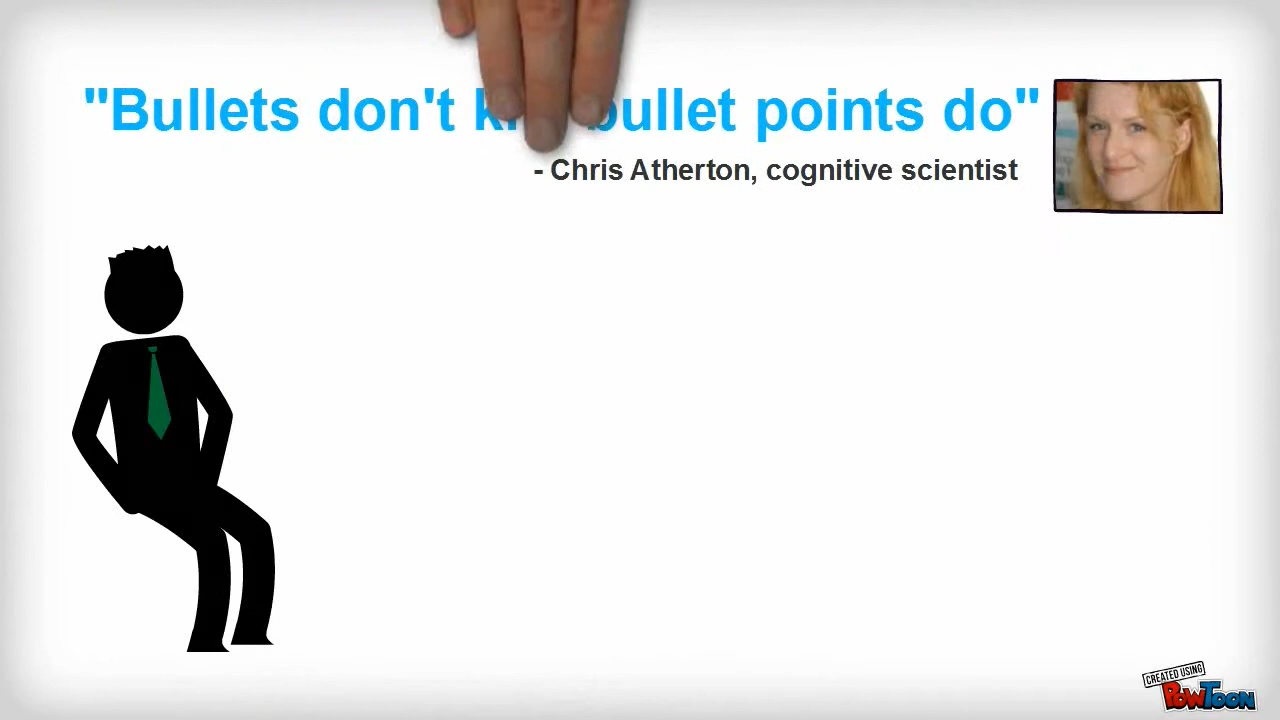 "Bullets don't bullet points do"
- Chris Atherton, cognitive scientist
CREATED USING
POWTOON